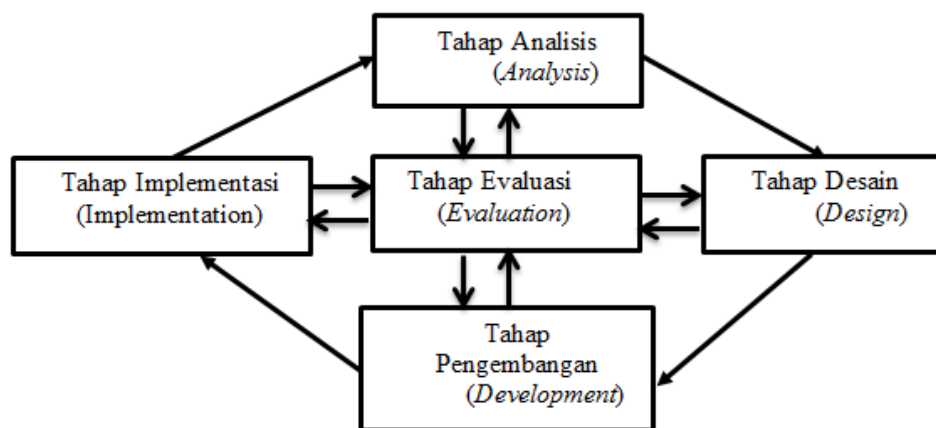 Tahap Analisis
(Analysis)
Tahap Implementasi
(Implementation)
Tahap Evaluasi
(Evaluation)
Tahap Desain
(Design)
Tahap
Pengembangan
(Development)